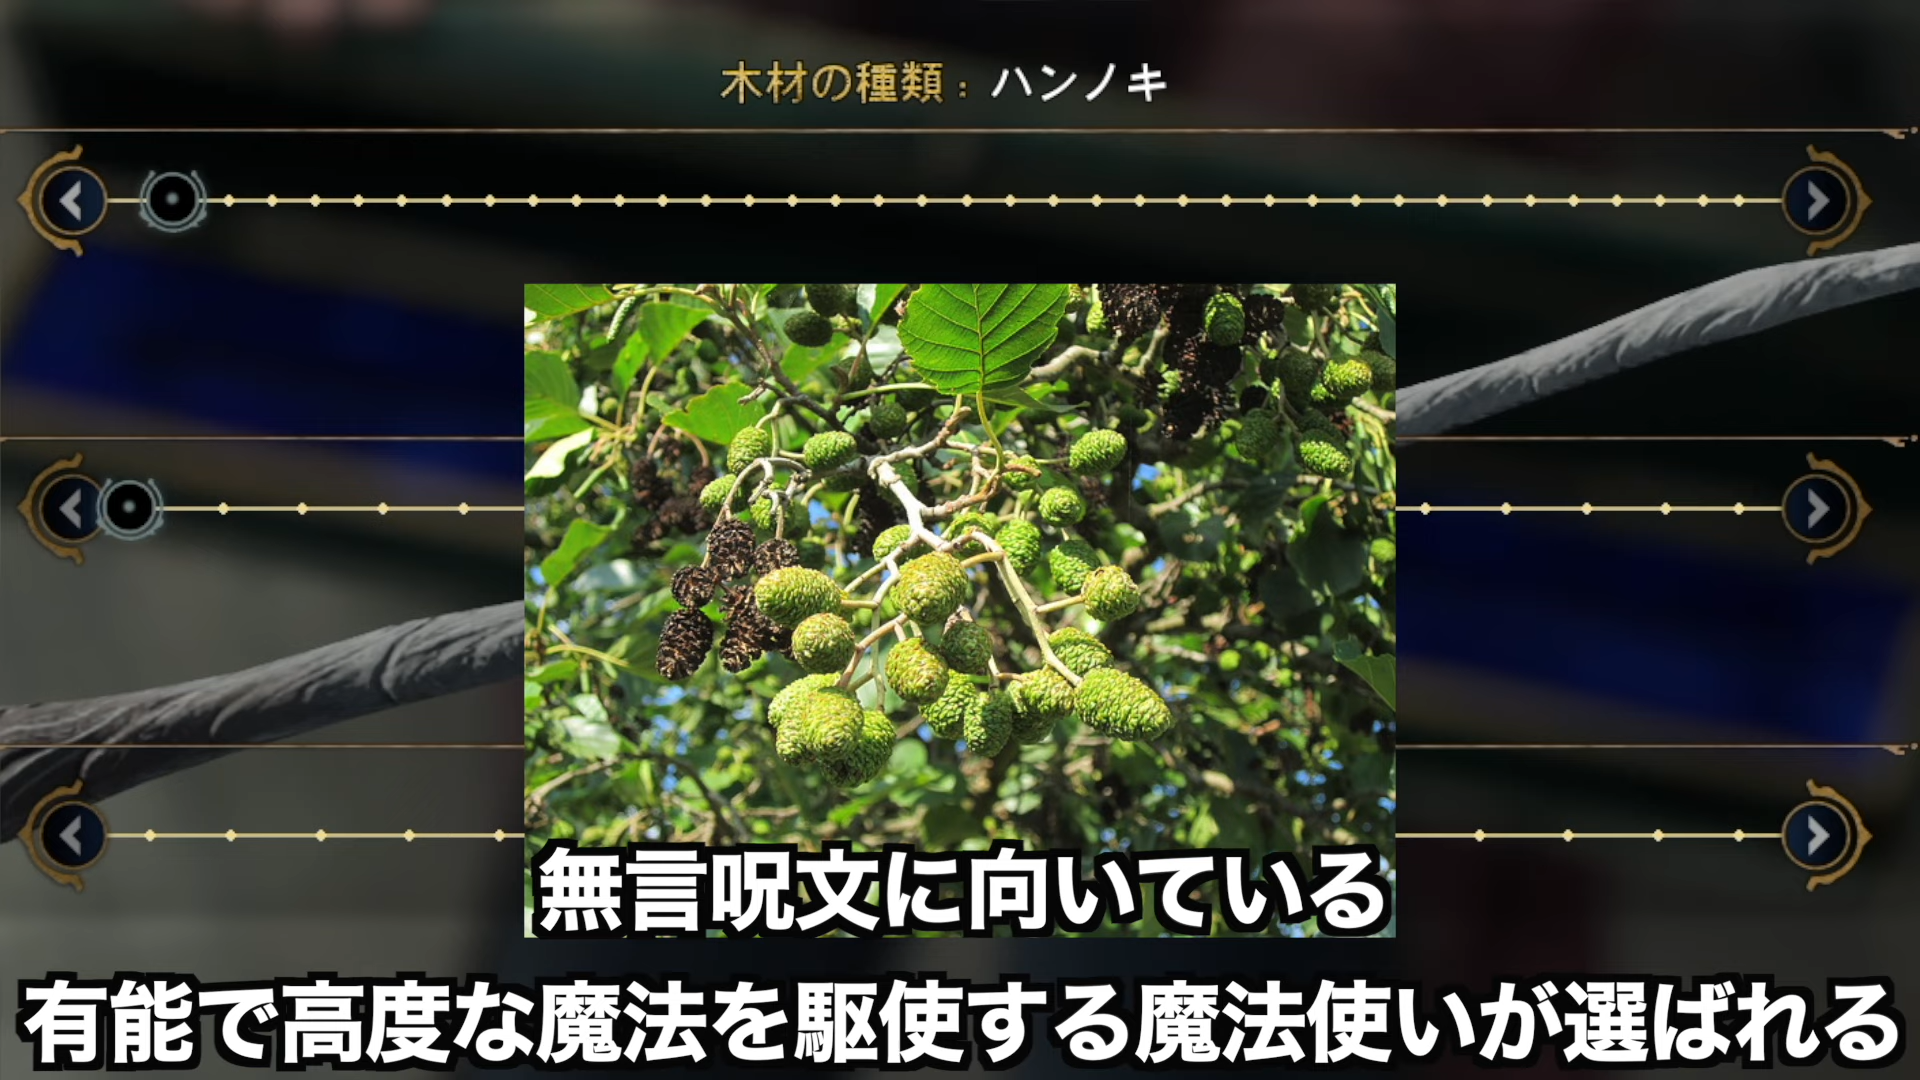 木材の種類：ハンノキ
無言呪文に向いている
有能で高度な魔法を駆使する魔法使いが選ばれる